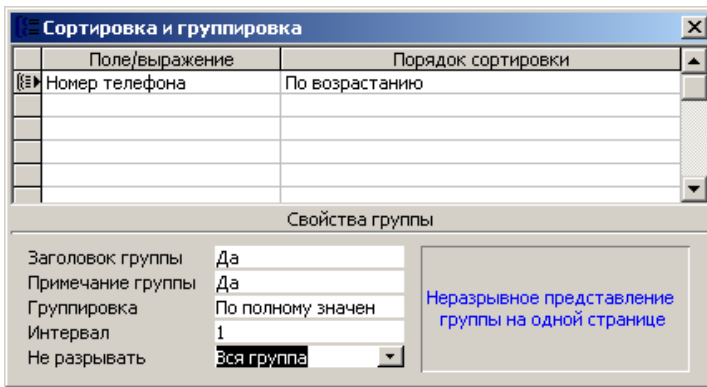 Сортировка и группировка
Поле/выражение Порядок сортировки
Номер телефона По возрастанию
Свойства группы
Заголовок группы Да
Примечание группы Да
Группировка По полному значен
Интервал 1
Не разрывать Вся группа
Неразрывное представление
группы на одной странице